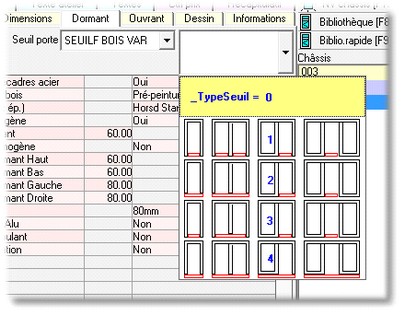 Dimensions Dormant Ouvrant Dessin Informations
Bibliothèque [F8
Biblio.rapide [F9
Seuil porte SEUILF BOIS VAR
Châssis
003
cadres acier Oui
bois Pré-peintur
ép.) Horsd Star
gène Oui
ant 60.00
nogène Non
mant Haut 60.00
mant Bas 60.00
mant Gauche 80.00
mant Droite 80.00
80mm
Alu Non
ulant Non
tion Non
_TypeSeuil = 0
1
2
3
4